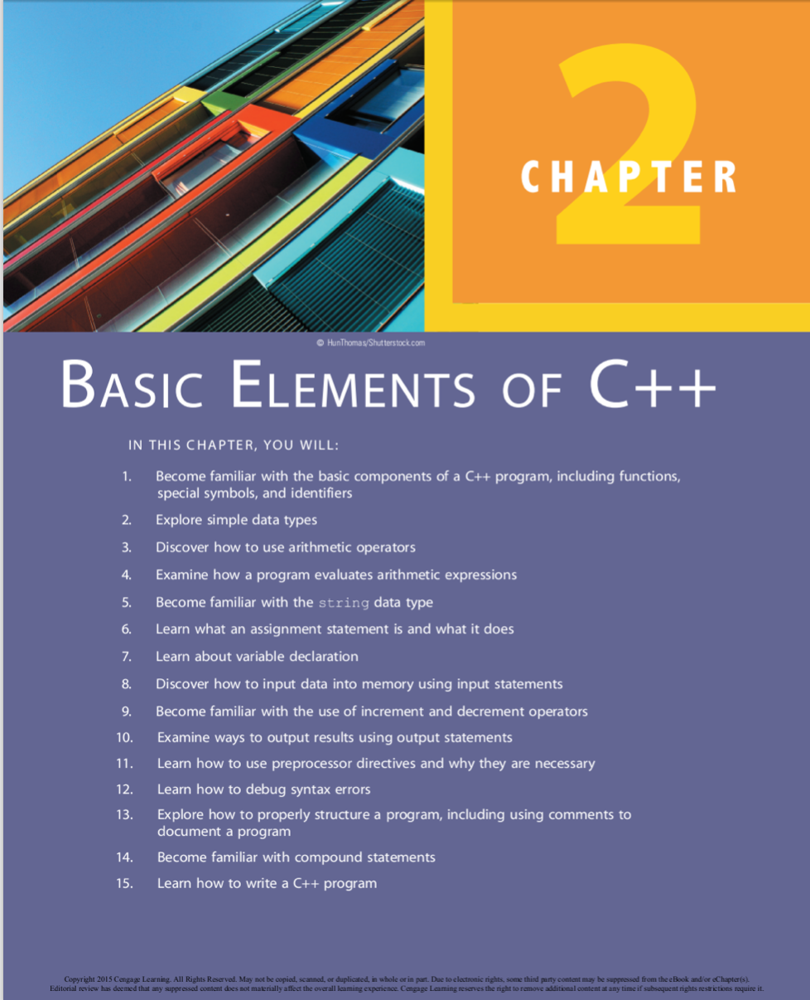 2
CHAPTER
© HunThomas/Shutterstock.com
BASIC ELEMENTS OF C++
IN THIS CHAPTER, YOU WILL:
1. Become familiar with the basic components of a C++ program, including functions,
special symbols, and identifiers
2. Explore simple data types
3. Discover how to use arithmetic operators
4. Examine how a program evaluates arithmetic expressions
5. Become familiar with the string data type
6. Learn what an assignment statement is and what it does
7. Learn about variable declaration
8. Discover how to input data into memory using input statements
9. Become familiar with the use of increment and decrement operators
10. Examine ways to output results using output statements
11. Learn how to use preprocessor directives and why they are necessary
12. Learn how to debug syntax errors
13. Explore how to properly structure a program, including using comments to
document a program
14. Become familiar with compound statements
15. Learn how to write a C++ program
Copyright 2015 Cengage Learning. All Rights Reserved. May not be copied, scanned, or duplicated, in whole or in part. Due to electronic rights, some third party content may be suppressed from the eBook and/or eChapter(s).
Editorial review has deemed that any suppressed content does not materially affect the overall learning experience. Cengage Learning reserves the right to remove additional content at any time if subsequent rights restrictions require it.